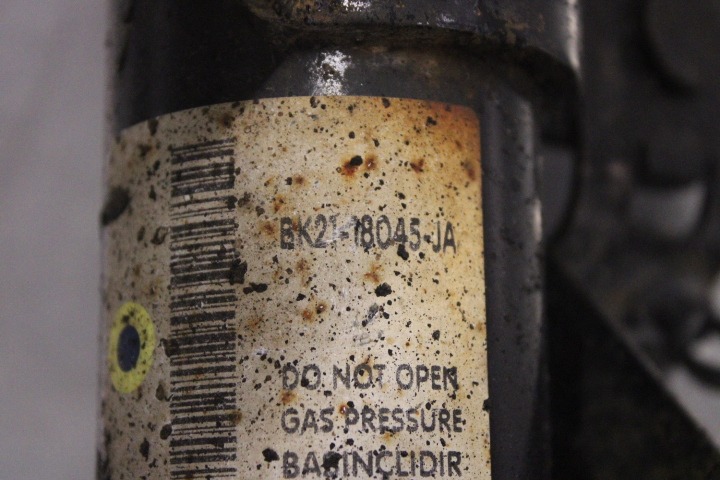 BK21-18045-JA
DO NOT OPEN
GAS PRESSURE
BASINÇLIDIR